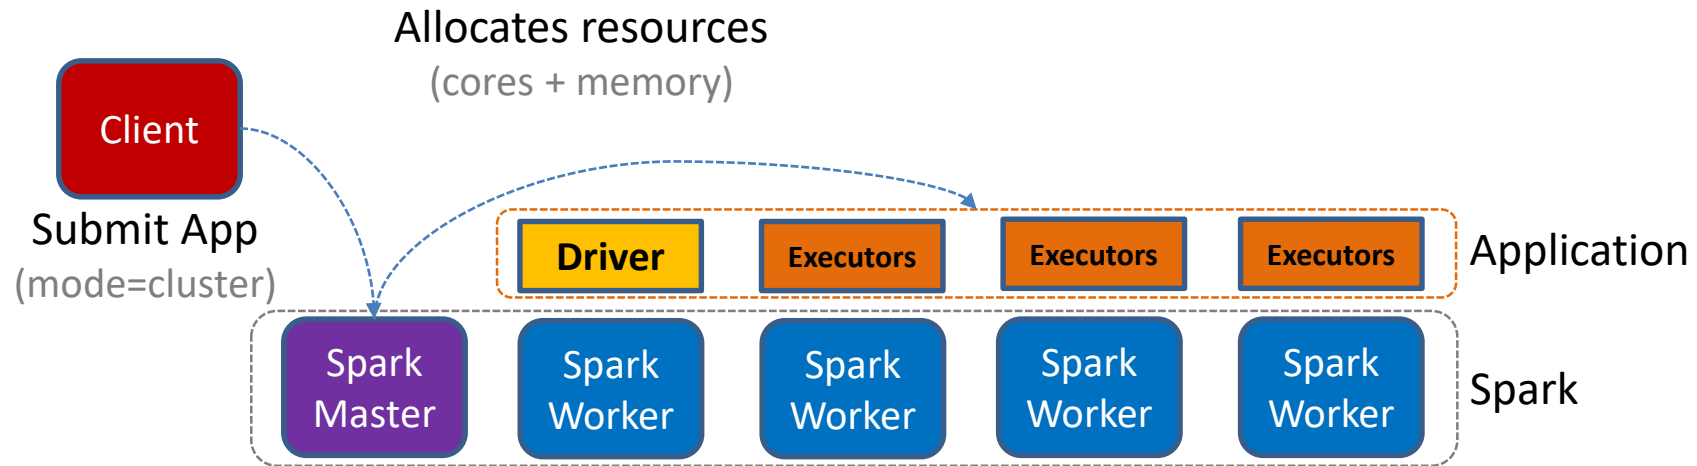 Allocates resources
(cores + memory)
Client
Submit App
(mode=cluster)
Driver
Executors
Executors
Executors
Application
Spark
Master
Spark
Worker
Spark
Worker
Spark
Worker
Spark
Worker
Spark